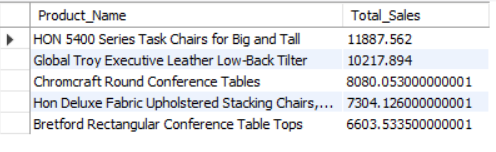 Product_Name Total_Sales
HON 5400 Series Task Chairs for Big and Tall 11887.562
Global Troy Executive Leather Low-Back Tilter 10217.894
Chromcraft Round Conference Tables 8080.053000000001
Hon Deluxe Fabric Upholstered Stacking Chairs,... 7304.126000000001
Bretford Rectangular Conference Table Tops 6603.533500000001